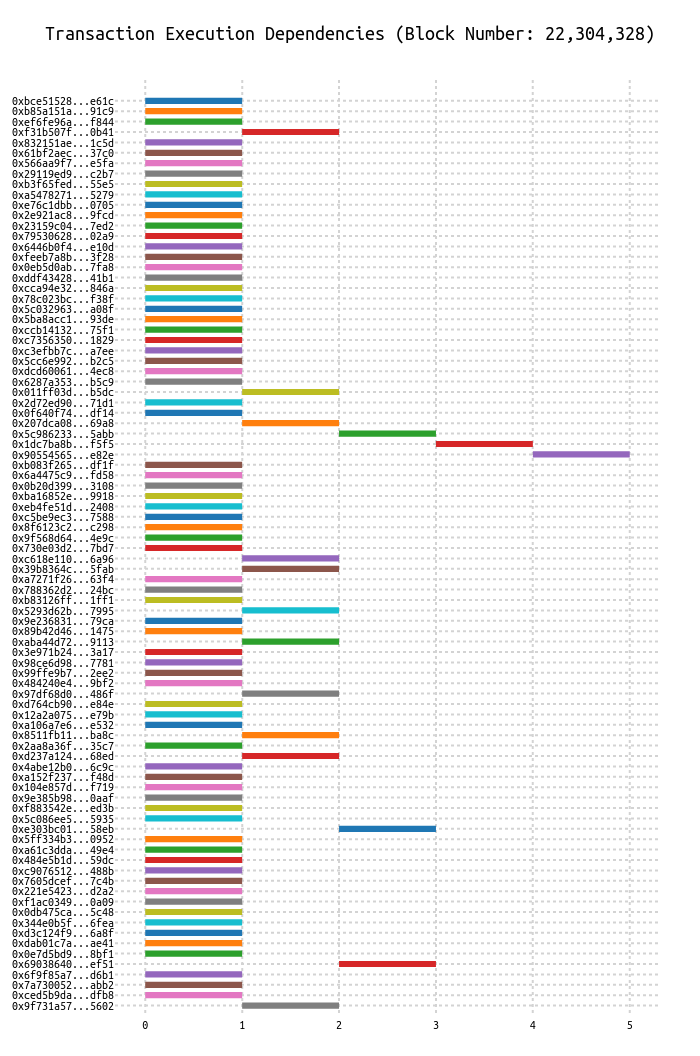 Transaction Execution Dependencies (Block Number: 22,304,328)
0xbce51528...e61c
0xb85a151a...91c9
0xef6fe96a...f844
0xf31b507f...0b41
0x832151ae...1c5d
0x61bf2aec...37c0
0x566aa9f7...e5fa
0x29119ed9...c2b7
0xb3f65fed...55e5
0xa5478271...5279
0xe76c1dbb...0705
0x2e921ac8...9fcd
0x23159c04...7ed2
0x79530628...02a9
0x6446b0f4...e10d
0xfeeb7a8b...3f28
0x0eb5d0ab...7fa8
0xddf43428...41b1
0xcca94e32...846a
0x78c023bc...f38f
0x5c032963...a08f
0x5ba8acc1...93de
0xccb14132...75f1
0xc7356350...1829
0xc3efbb7c...a7ee
0x5cc6e992...b2c5
0xdcd60061...4ec8
0x6287a353...b5c9
0x011ff03d...b5dc
0x2d72ed90...71d1
0x0f640f74...df14
0x207dca08...69a8
0x5c986233...5abb
0x1dc7ba8b...f5f5
0x90554565...e82e
0xb083f265...df1f
0x6a4475c9...fd58
0x0b20d399...3108
0xba16852e...9918
0xeb4fe51d...2408
0xc5be9ec3...7588
0x8f6123c2...c298
0x9f568d64...4e9c
0x730e03d2...7bd7
0xc618e110...6a96
0x39b8364c...5fab
0xa7271f26...63f4
0x788362d2...24bc
0xb83126ff...1ff1
0x5293d62b...7995
0x9e236831...79ca
0x89b42d46...1475
0xaba44d72...9113
0x3e971b24...3a17
0x98ce6d98...7781
0x99ffe9b7...2ee2
0x484240e4...9bf2
0x97df68d0...486f
0xd764cb90...e84e
0x12a2a075...e79b
0xa106a7e6...e532
0x8511fb11...ba8c
0x2aa8a36f...35c7
0xd237a124...68ed
0x4abe12b0...6c9c
0xa152f237...f48d
0x104e857d...f719
0x9e385b98...0aaf
0xf883542e...ed3b
0x5c086ee5...5935
0xe303bc01...58eb
0x5ff334b3...0952
0xa61c3dda...49e4
0x484e5b1d...59dc
0xc9076512...488b
0x7605dcef...7c4b
0x221e5423...d2a2
0xf1ac0349...0a09
0x0db475ca...5c48
0x344e0b5f...6fea
0xd3c124f9...6a8f
0xdab01c7a...ae41
0x0e7d5bd9...8bf1
0x69038640...ef51
0x6f9f85a7...d6b1
0x7a730052...abb2
0xced5b9da...dfb8
0x9f731a57...5602
0 1 2 3 4 5